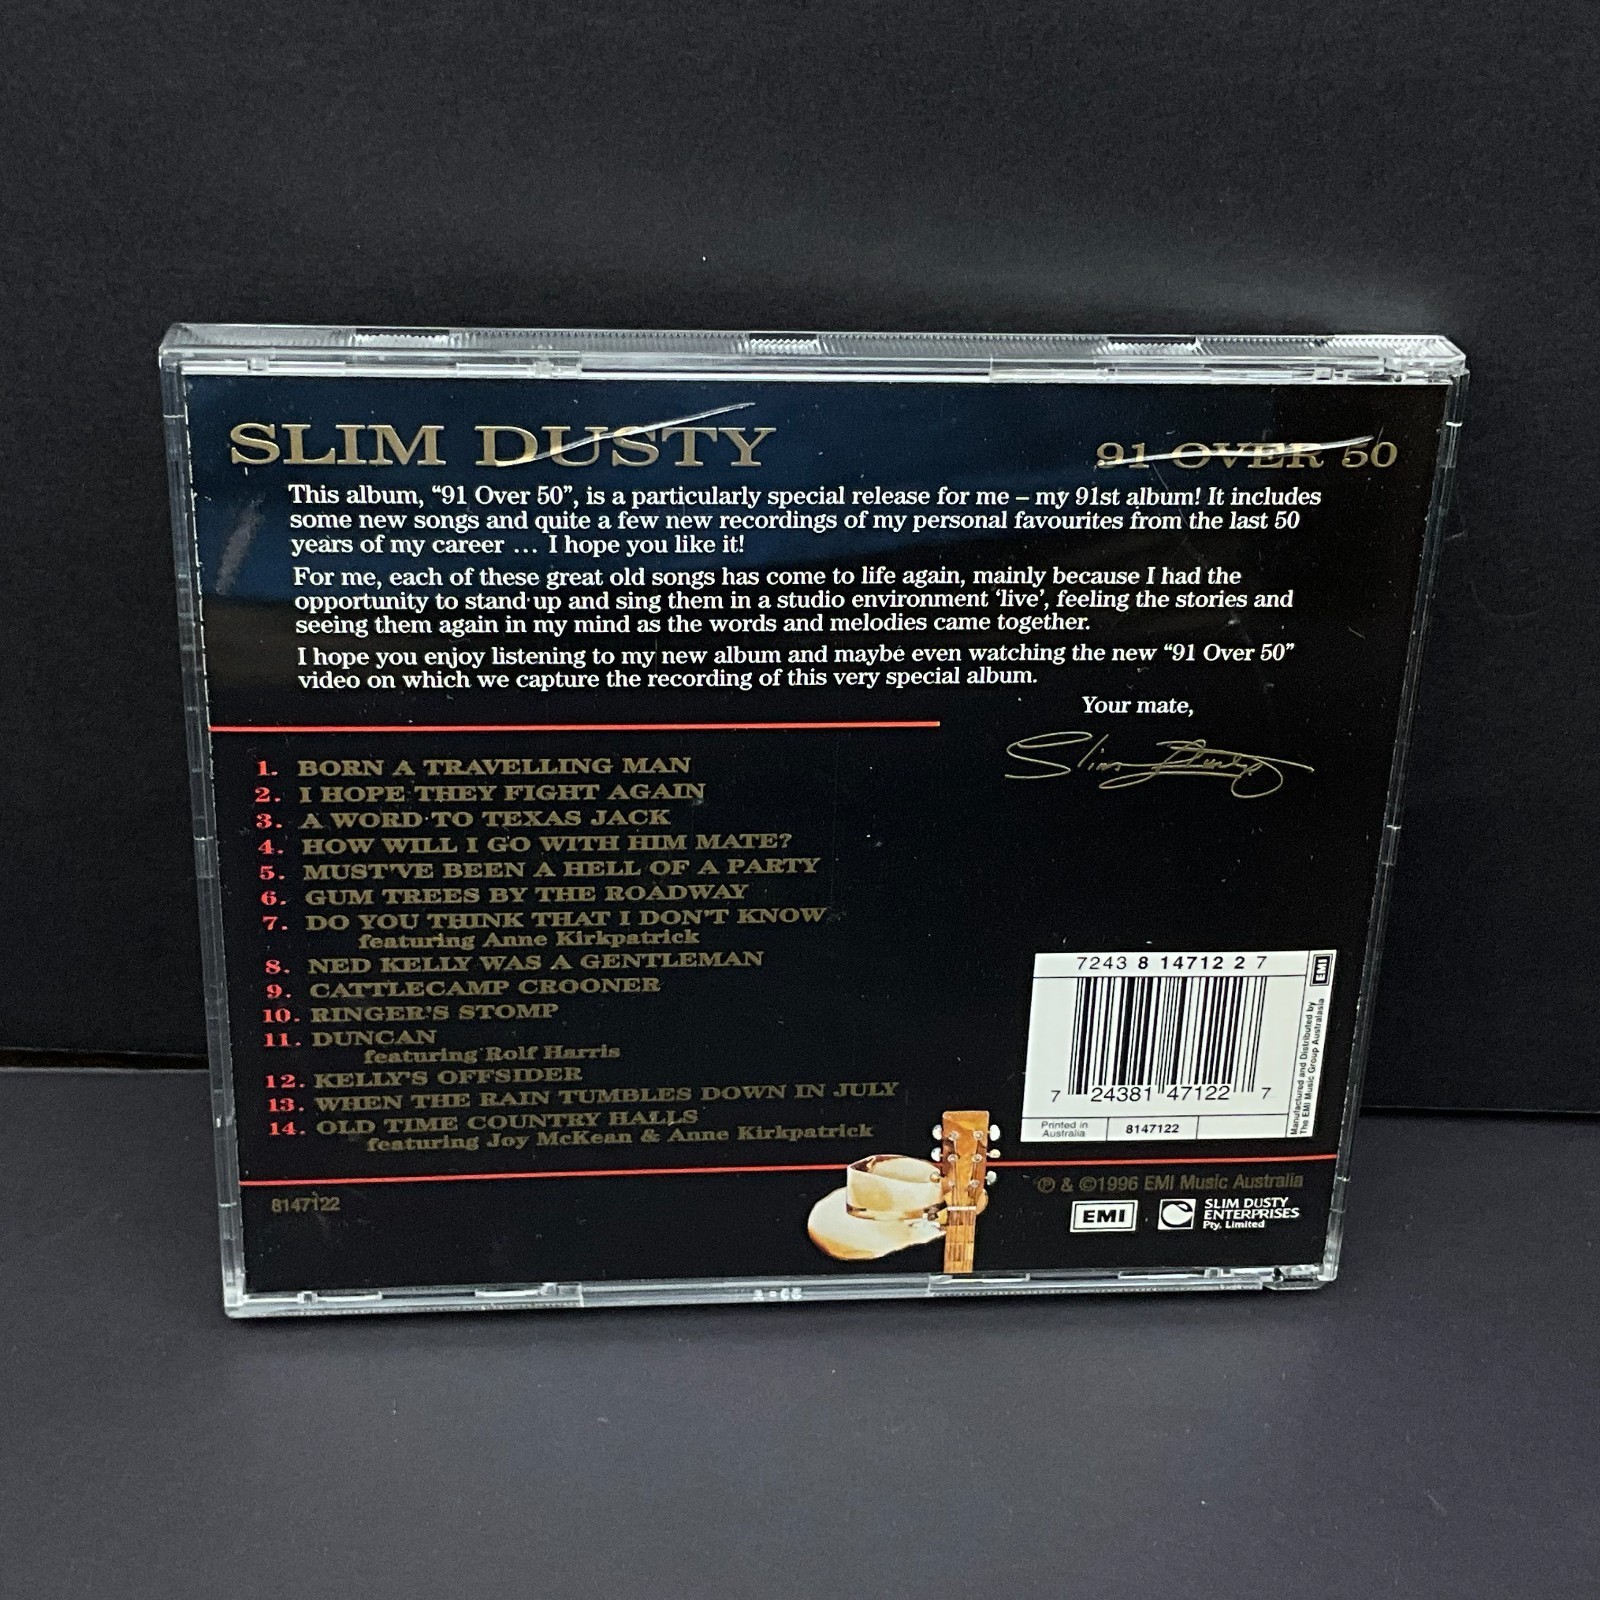 SLIM DUSTY
91 OVER 50
This album, “91 Over 50”, is a particularly special release for me – my 91st album! It includes
some new songs and quite a few new recordings of my personal favourites from the last 50
years of my career ... I hope you like it!
For me, each of these great old songs has come to life again, mainly because I had the
opportunity to stand up and sing them in a studio environment ‘live’, feeling the stories and
seeing them again in my mind as the words and melodies came together.
I hope you enjoy listening to my new album and maybe even watching the new “91 Over 50”
video on which we capture the recording of this very special album.
Your mate,
Slim Dusty
1. BORN A TRAVELLING MAN
2. I HOPE THEY FIGHT AGAIN
3. A WORD TO TEXAS JACK
4. HOW WILL I GO WITH HIM MATE?
5. MUST'VE BEEN A HELL OF A PARTY
6. GUM TREES BY THE ROADWAY
7. DO YOU THINK THAT I DON'T KNOW
featuring Anne Kirkpatrick
8. NED KELLY WAS A GENTLEMAN
9. CATTLECAMP CROONER
10. RINGER'S STOMP
11. DUNCAN
featuring Rolf Harris
12. KELLY'S OFFSIDER
13. WHEN THE RAIN TUMBLES DOWN IN JULY
14. OLD TIME COUNTRY HALLS
featuring Joy McKean & Anne Kirkpatrick
7243 8 14712 2 7
7 24381 47122 7
Printed in
Australia
8147122
EMI
Manufactured and Distributed by
The EMI Music Group Australasia
8147122
℗ & ©1996 EMI Music Australia
EMI
SLIM DUSTY
ENTERPRISES
Pty. Limited